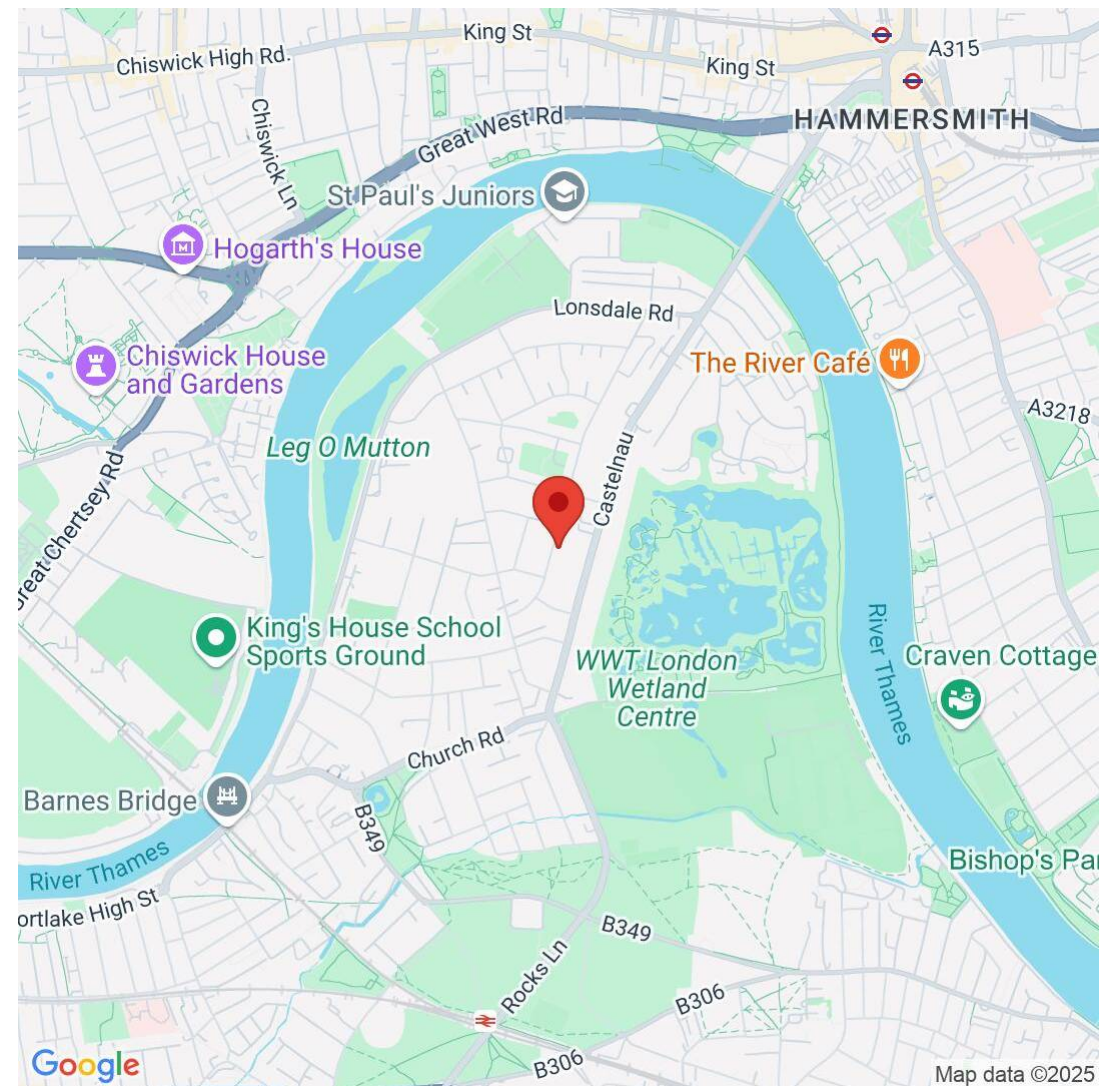 King St
A315
Chiswick High Rd.
King St
HAMMERSMITH
Great West Rd
Chiswick Ln
St Paul's Juniors
Hogarth's House
Lonsdale Rd
Chiswick House
and Gardens
The River Café
A3218
Leg O Mutton
Castelnau
Great Chertsey Rd
King's House School
Sports Ground
River Thames
WWT London
Wetland
Centre
Craven Cottage
Church Rd
Barnes Bridge
B349
River Thames
Bishop's Par
ortlake High St
B349
Rocks Ln
B306
B306
Google
Map data ©2025